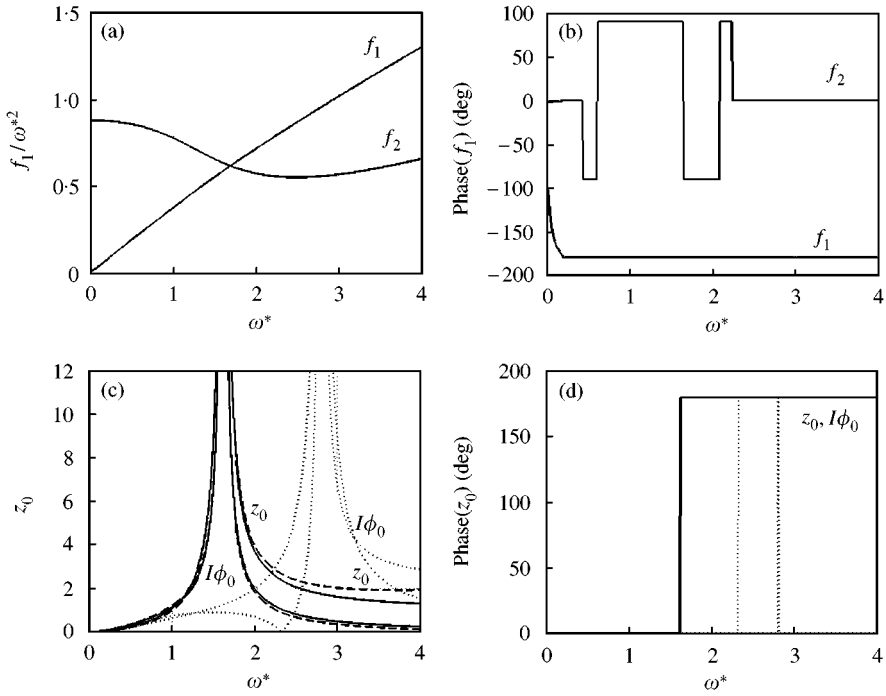 (a)
1·5
1·0
0·5
0
f₁/ω*²
f₁
f₂
0 1 2 3 4
ω*
(b)
100
50
0
−50
−100
−150
−200
Phase(f₁) (deg)
f₂
f₁
0 1 2 3 4
ω*
(c)
12
10
8
6
4
2
0
z₀
z₀
Iϕ₀
Iϕ₀
z₀
0 1 2 3 4
ω*
(d)
200
150
100
50
0
Phase(z₀) (deg)
z₀, Iϕ₀
0 1 2 3 4
ω*